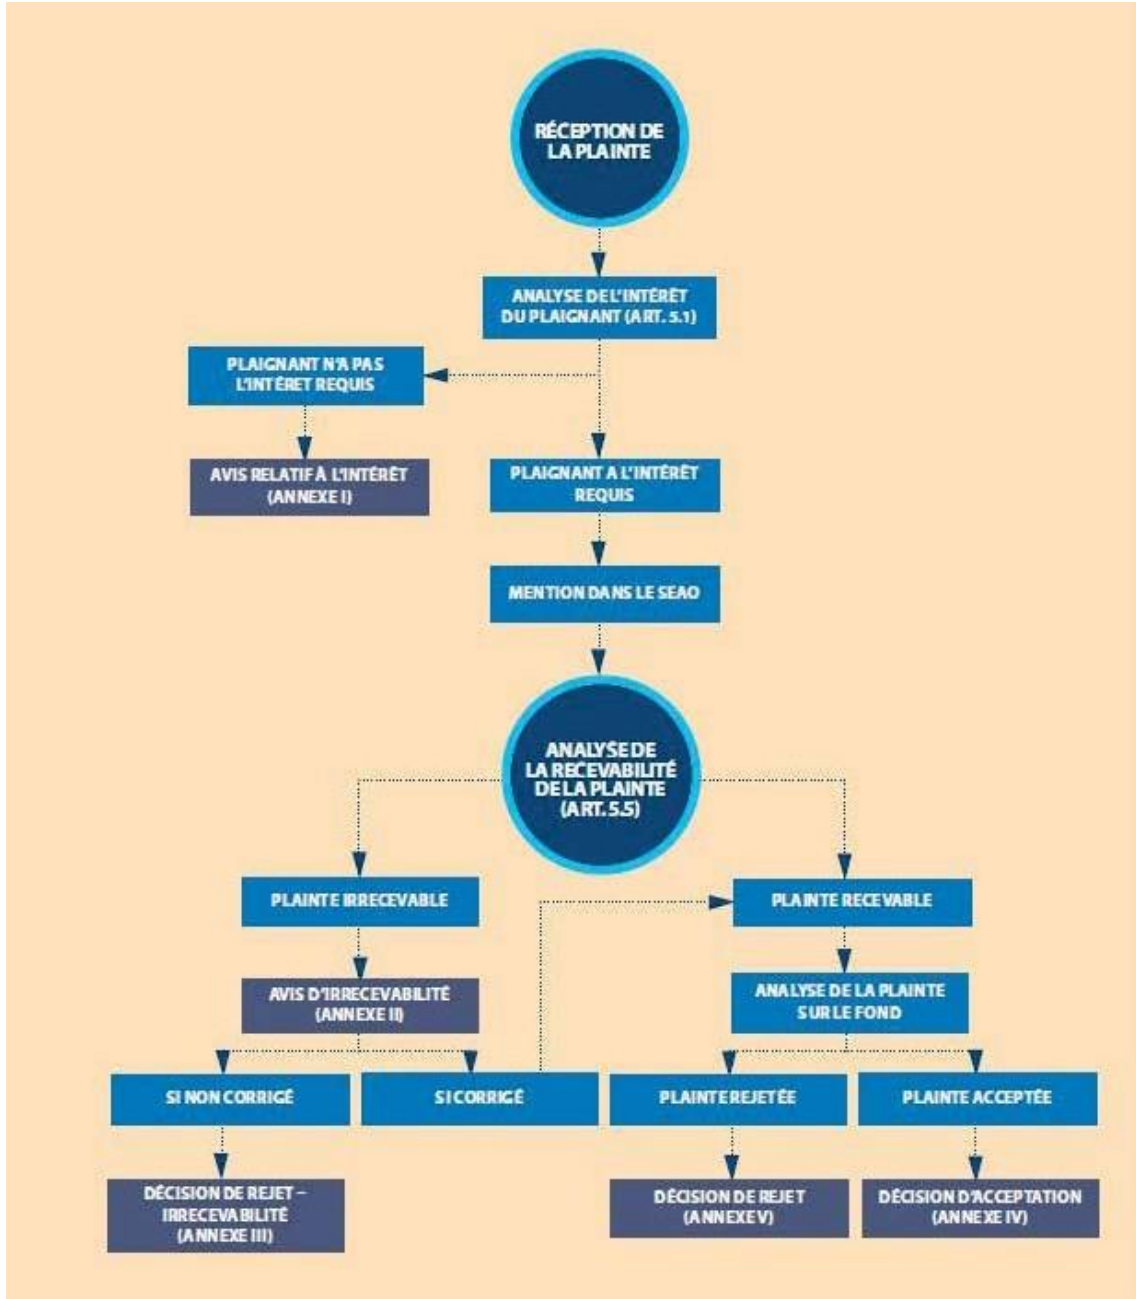 RÉCEPTION DE
LA PLAINTE
ANALYSE DE L'INTÉRÊT
DU PLAIGNANT (ART. 5.1)
PLAIGNANT N'A PAS
L'INTÉRET REQUIS
AVIS RELATIF À L'INTÉRÊT
(ANNEXE I)
PLAIGNANT A L'INTÉRÊT
REQUIS
MENTION DANS LE SEAO
ANALYSE DE
LA RECEVABILITÉ
DE LA PLAINTE
(ART. 5.5)
PLAINTE IRRECEVABLE
PLAINTE RECEVABLE
AVIS D'IRRECEVABILITÉ
(ANNEXE II)
ANALYSE DE LA PLAINTE
SUR LE FOND
SI NON CORRIGÉ
SI CORRIGÉ
PLAINTE REJETÉE
PLAINTE ACCEPTÉE
DÉCISION DE REJET –
IRRECEVABILITÉ
(ANNEXE III)
DÉCISION DE REJET
(ANNEXE V)
DÉCISION D'ACCEPTATION
(ANNEXE IV)